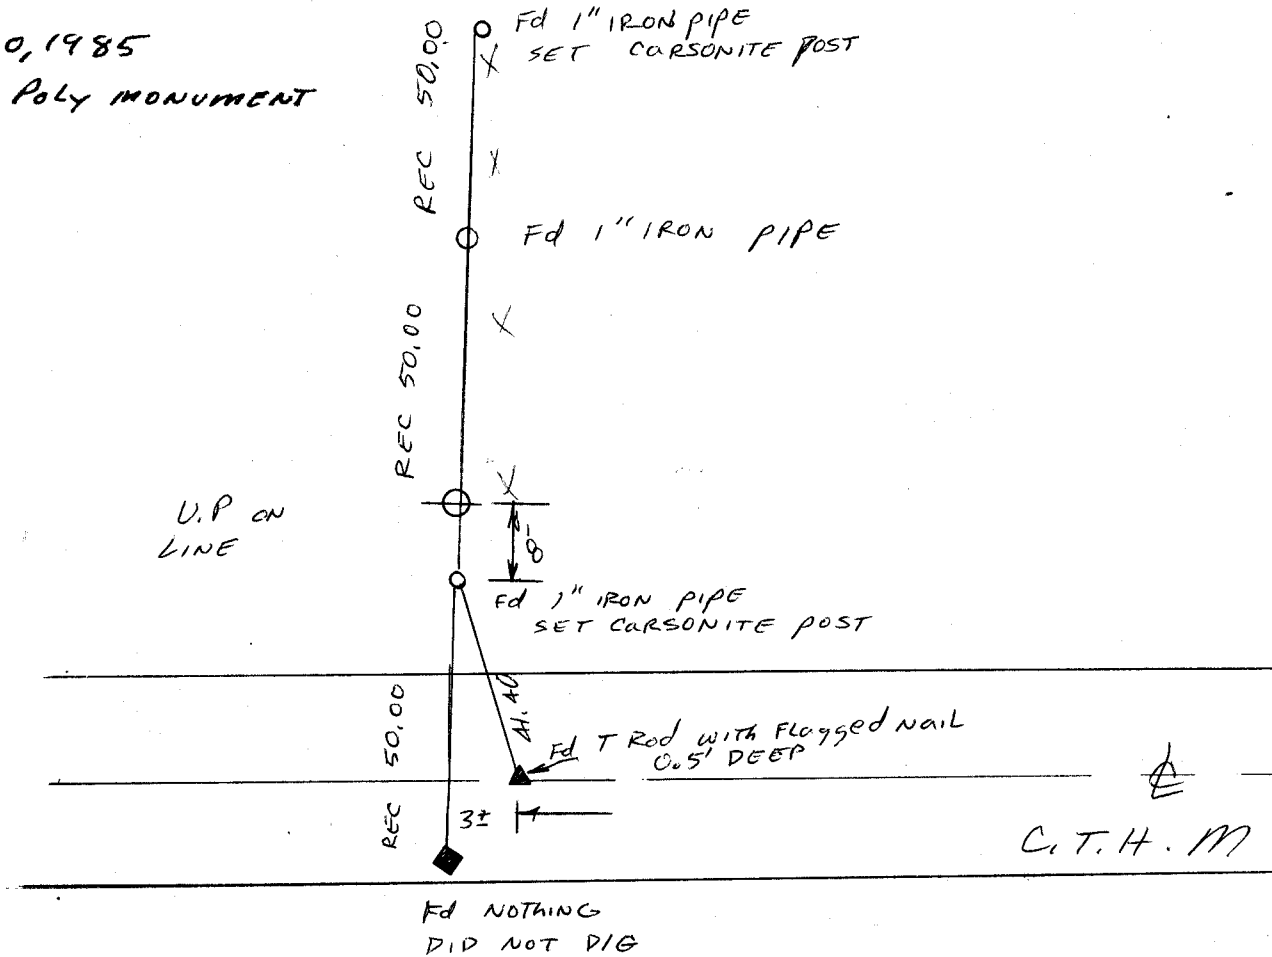 0, 1985
Poly MONUMENT
REC 50.00
Fd 1" IRON PIPE
SET CARSONITE POST
X
X
Fd 1" IRON PIPE
REC 50.00
X
X
U.P ON
LINE
8'
Fd 1" IRON PIPE
SET CARSONITE POST
REC 50.00
41.40
Fd T Rod with Flagged NAIL
0.5' DEEP
℄
3±
C.T.H. M
Fd NOTHING
DID NOT DIG